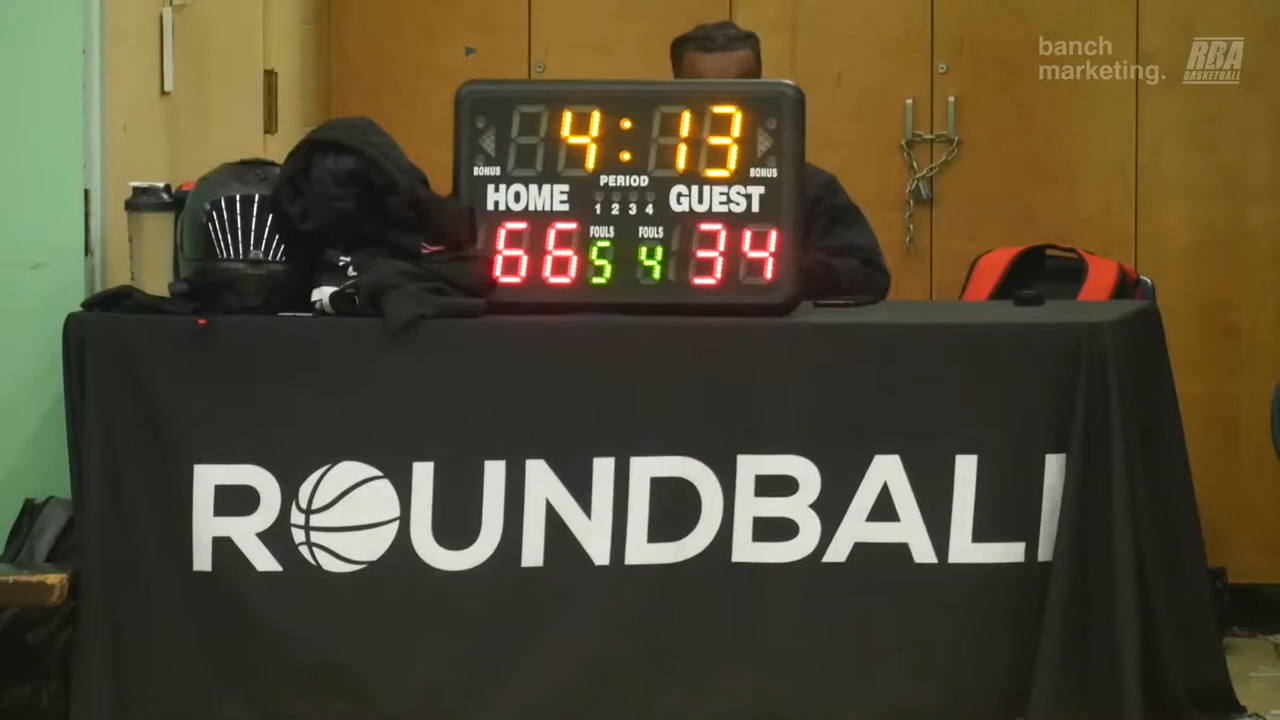 banch
marketing.
RBA
BASKETBALL
4:13
BONUS
BONUS
PERIOD
HOME
GUEST
1 2 3 4
FOULS
FOULS
66
5
4
34
ROUNDBALL